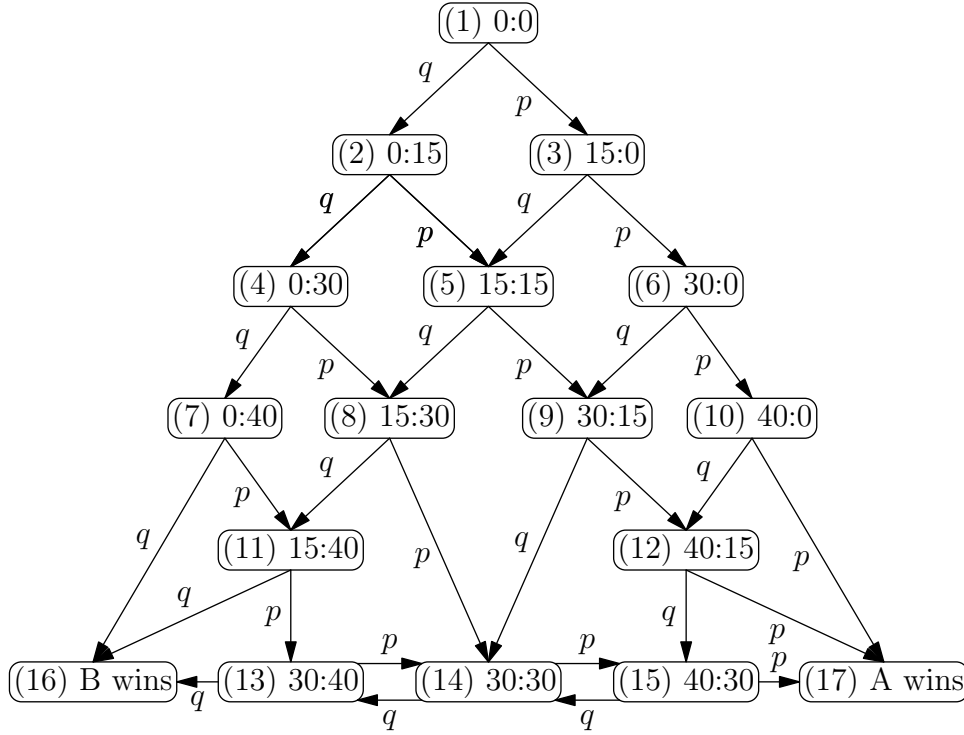 (1) 0:0
q p
(2) 0:15 (3) 15:0
q p q p
(4) 0:30 (5) 15:15 (6) 30:0
q p q p q p
(7) 0:40 (8) 15:30 (9) 30:15 (10) 40:0
q p q p q p q p
(11) 15:40 (12) 40:15
q p q p
p p p
(16) B wins (13) 30:40 (14) 30:30 (15) 40:30 (17) A wins
q q q